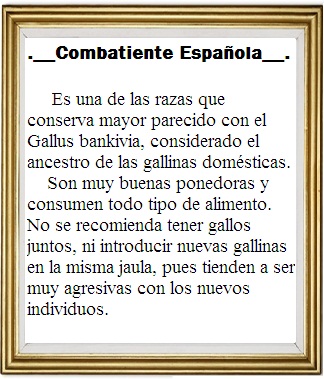 .__Combatiente Española__.
Es una de las razas que
conserva mayor parecido con el
Gallus bankivia, considerado el
ancestro de las gallinas domésticas.
Son muy buenas ponedoras y
consumen todo tipo de alimento.
No se recomienda tener gallos
juntos, ni introducir nuevas gallinas
en la misma jaula, pues tienden a ser
muy agresivas con los nuevos
individuos.